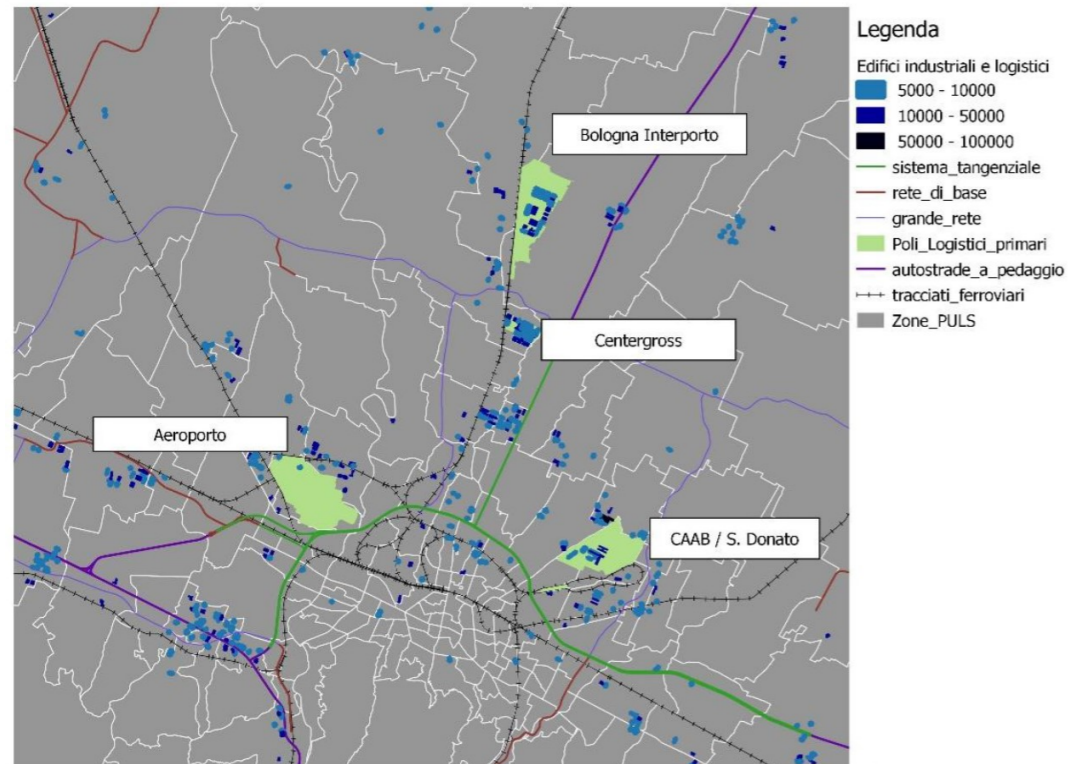 Legenda
Edifici industriali e logistici
5000 - 10000
10000 - 50000
50000 - 100000
sistema_tangenziale
rete_di_base
grande_rete
Poli_Logistici_primari
autostrade_a_pedaggio
tracciati_ferroviari
Zone_PULS
Bologna Interporto
Centergross
Aeroporto
CAAB / S. Donato